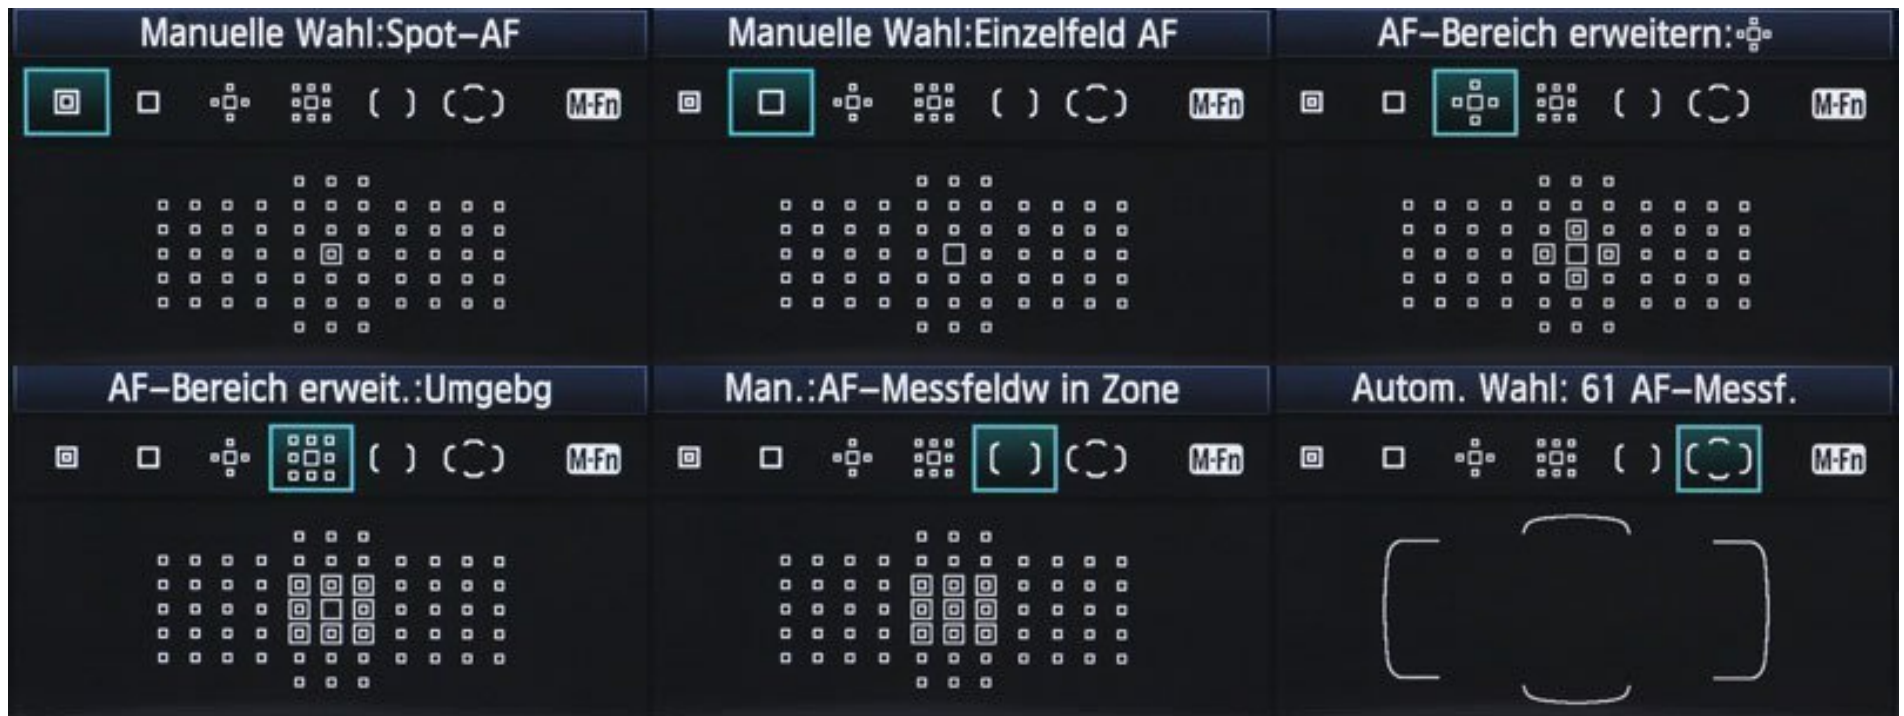 Manuelle Wahl:Spot–AF
M-Fn
Manuelle Wahl:Einzelfeld AF
M-Fn
AF–Bereich erweitern:
M-Fn
AF–Bereich erweit.:Umgebg
M-Fn
Man.:AF–Messfeldw in Zone
M-Fn
Autom. Wahl: 61 AF–Messf.
M-Fn